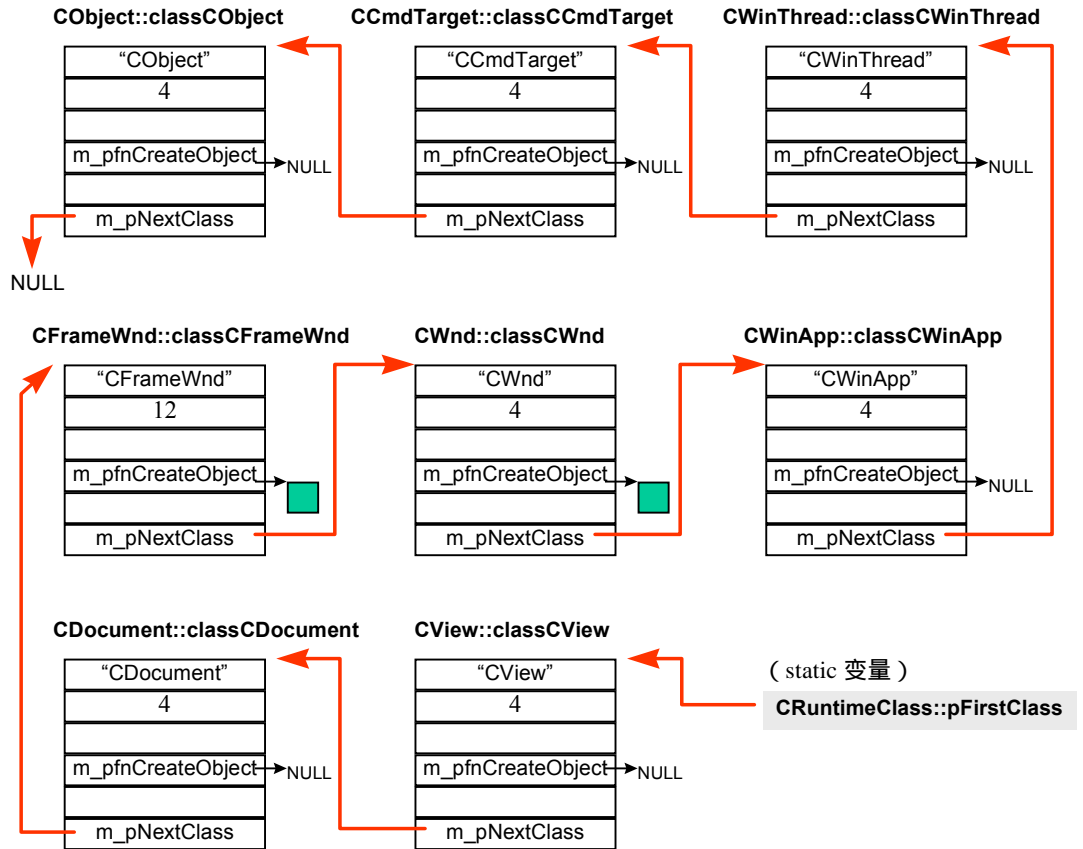 CObject::classCObject
CCmdTarget::classCCmdTarget
CWinThread::classCWinThread
“CObject”
4
m_pfnCreateObject
NULL
m_pNextClass
NULL
“CCmdTarget”
4
m_pfnCreateObject
NULL
m_pNextClass
“CWinThread”
4
m_pfnCreateObject
NULL
m_pNextClass
CFrameWnd::classCFrameWnd
CWnd::classCWnd
CWinApp::classCWinApp
“CFrameWnd”
12
m_pfnCreateObject
m_pNextClass
“CWnd”
4
m_pfnCreateObject
m_pNextClass
“CWinApp”
4
m_pfnCreateObject
NULL
m_pNextClass
CDocument::classCDocument
CView::classCView
“CDocument”
4
m_pfnCreateObject
NULL
m_pNextClass
“CView”
4
m_pfnCreateObject
NULL
m_pNextClass
（static 变量）
CRuntimeClass::pFirstClass